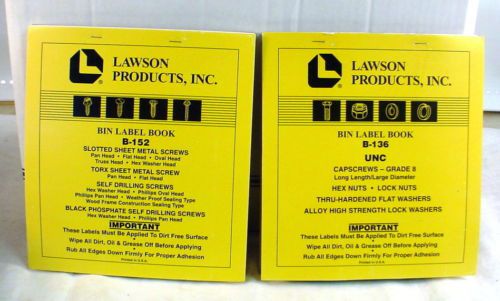 LAWSON
PRODUCTS, INC.
BIN LABEL BOOK
B-152
SLOTTED SHEET METAL SCREWS
Pan Head • Flat Head • Oval Head
Truss Head • Hex Washer Head
TORX SHEET METAL SCREW
Pan Head • Flat Head
SELF DRILLING SCREWS
Hex Washer Head • Phillips Oval Head
Phillips Pan Head • Weather Proof Sealing Type
Wood Frame Construction Sealing Type
BLACK PHOSPHATE SELF DRILLING SCREWS
Hex Washer Head • Phillips Pan Head
IMPORTANT
These Labels Must Be Applied To Dirt Free Surface
•
Wipe All Dirt, Oil & Grease Off Before Applying
•
Rub All Edges Down Firmly For Proper Adhesion
Printed in U.S.A.
LAWSON
PRODUCTS, INC.
BIN LABEL BOOK
B-136
UNC
CAPSCREWS – GRADE 8
Long Length/Large Diameter
HEX NUTS • LOCK NUTS
THRU-HARDENED FLAT WASHERS
ALLOY HIGH STRENGTH LOCK WASHERS
IMPORTANT
These Labels Must Be Applied To Dirt Free Surface
•
Wipe All Dirt, Oil & Grease Off Before Applying
•
Rub All Edges Down Firmly For Proper Adhesion
Printed in U.S.A.